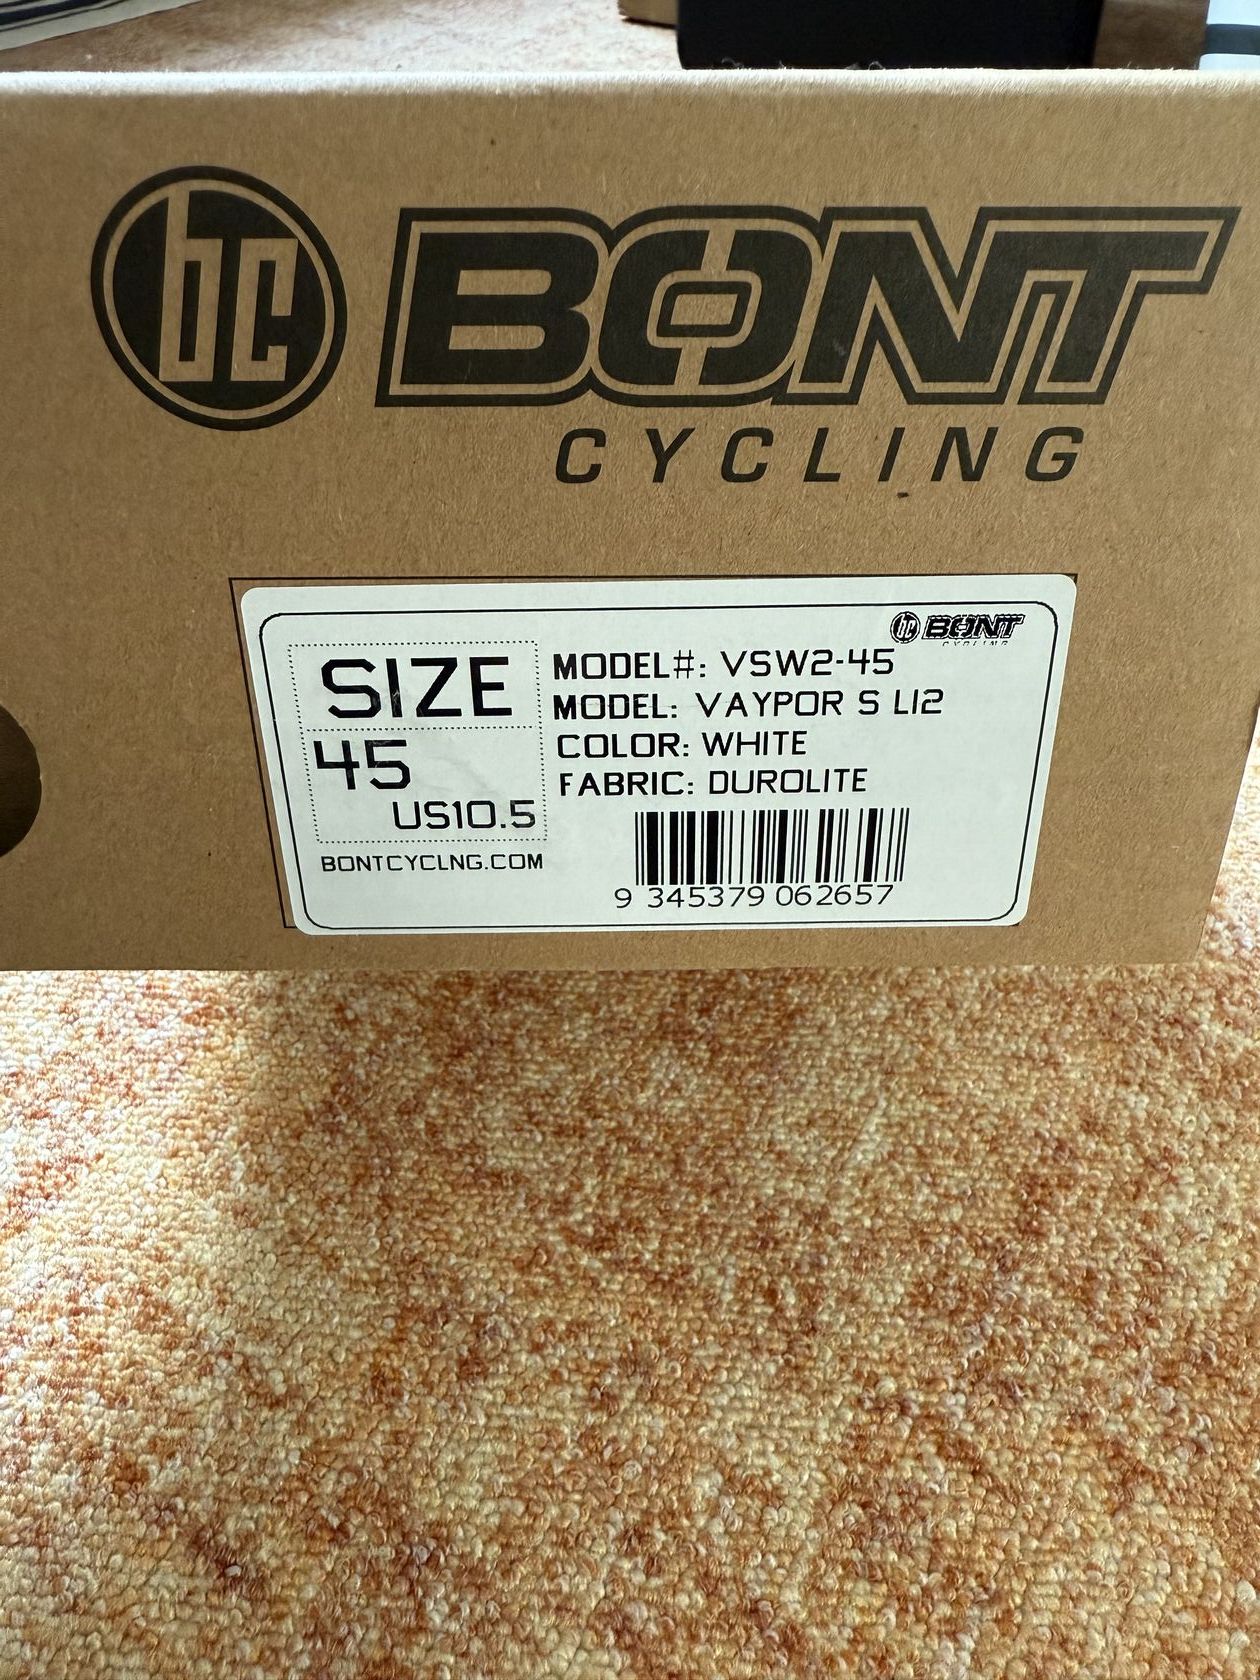 bc BONT
CYCLING
bc BONT
CYCLING
SIZE
45
US10.5
BONTCYCLNG.COM
MODEL#: VSW2-45
MODEL: VAYPOR S LI2
COLOR: WHITE
FABRIC: DUROLITE
9 345379 062657